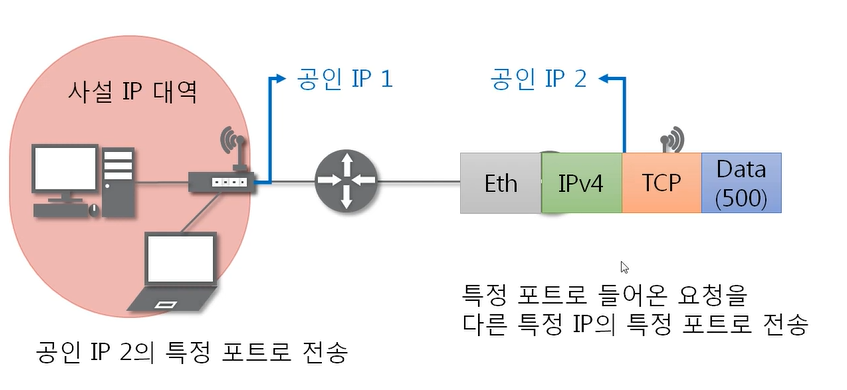 사설 IP 대역
공인 IP 1
공인 IP 2
Eth
IPv4
TCP
Data
(500)
특정 포트로 들어온 요청을
다른 특정 IP의 특정 포트로 전송
공인 IP 2의 특정 포트로 전송